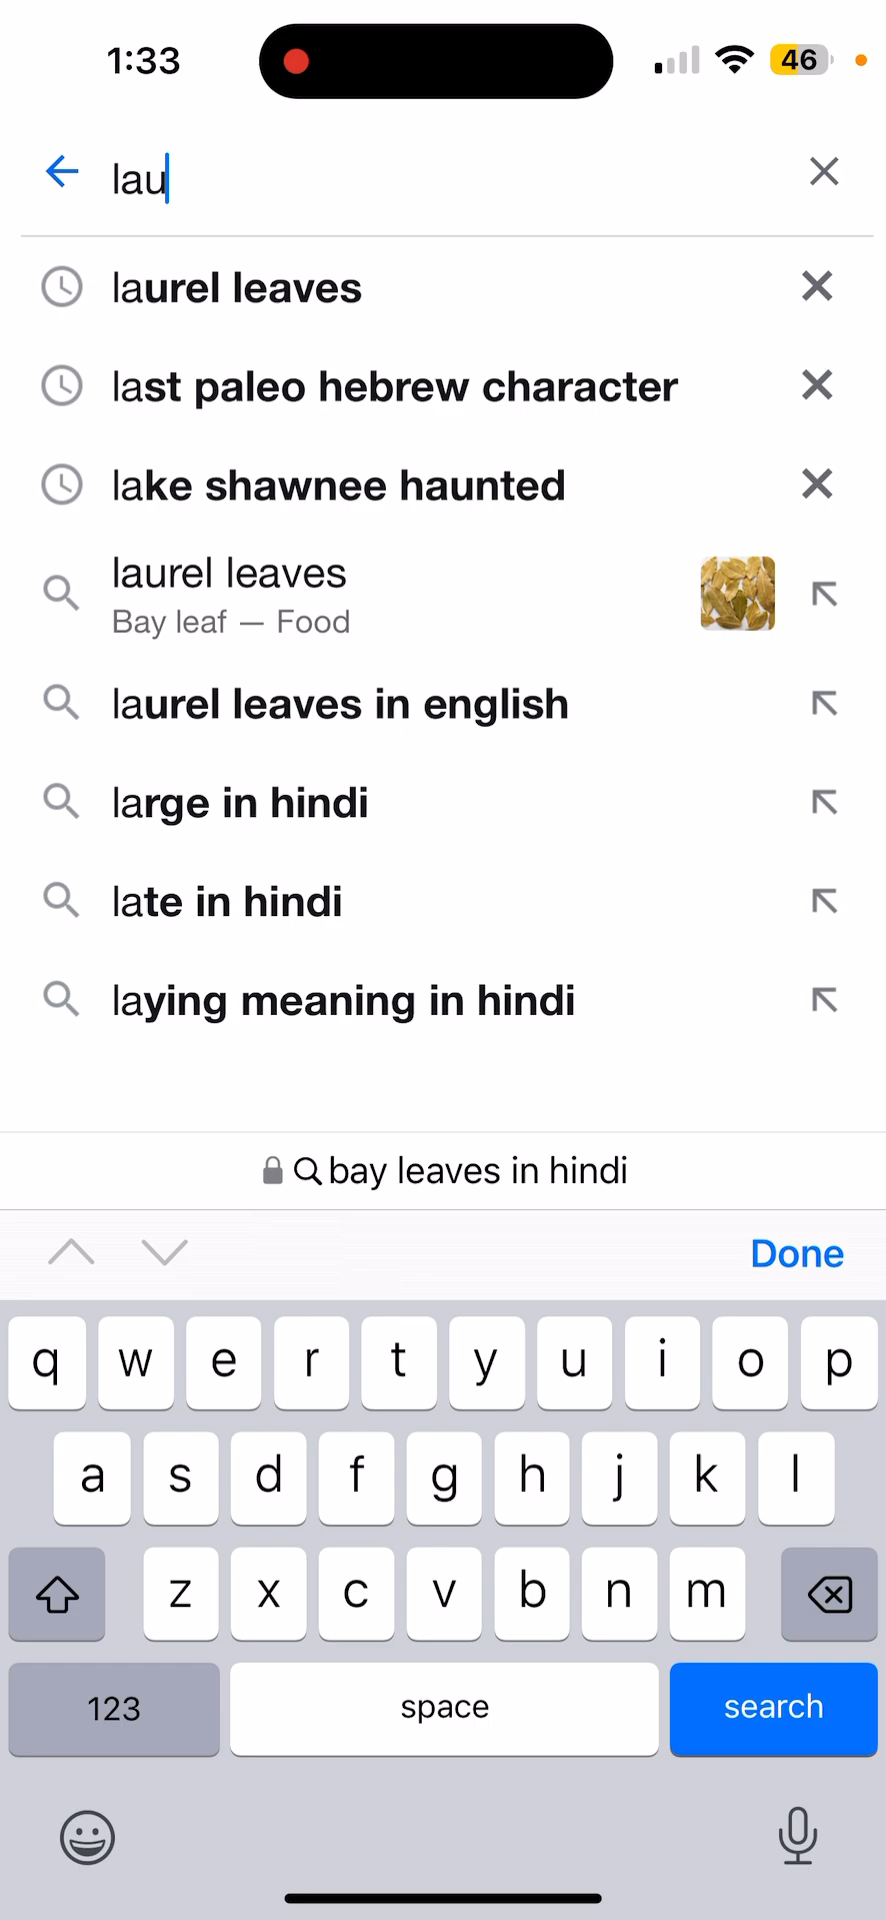 1:33
46
lau
laurel leaves
last paleo hebrew character
lake shawnee haunted
laurel leaves
Bay leaf — Food
laurel leaves in english
large in hindi
late in hindi
laying meaning in hindi
bay leaves in hindi
Done
q w e r t y u i o p
a s d f g h j k l
z x c v b n m
123 space search